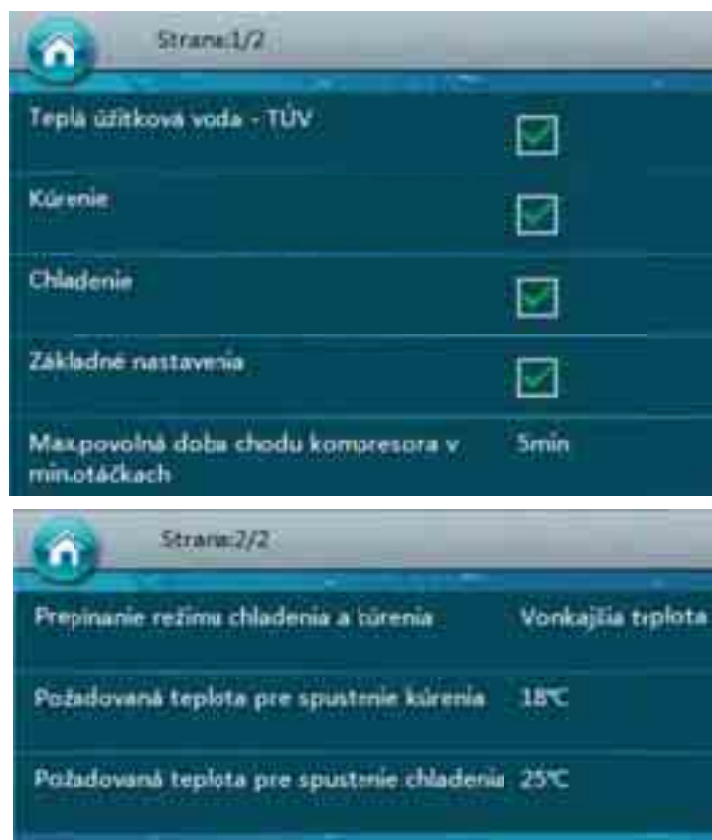 Strana:1/2
Teplá úžitková voda - TÚV
Kúrenie
Chladenie
Základné nastavenia
Max.povolná doba chodu kompresora v 5min
min.otáčkach
Strana:2/2
Prepínanie režimu chladenia a kúrenia Vonkajšia teplota
Požadovaná teplota pre spustenie kúrenia 18℃
Požadovaná teplota pre spustenie chladenia 25℃